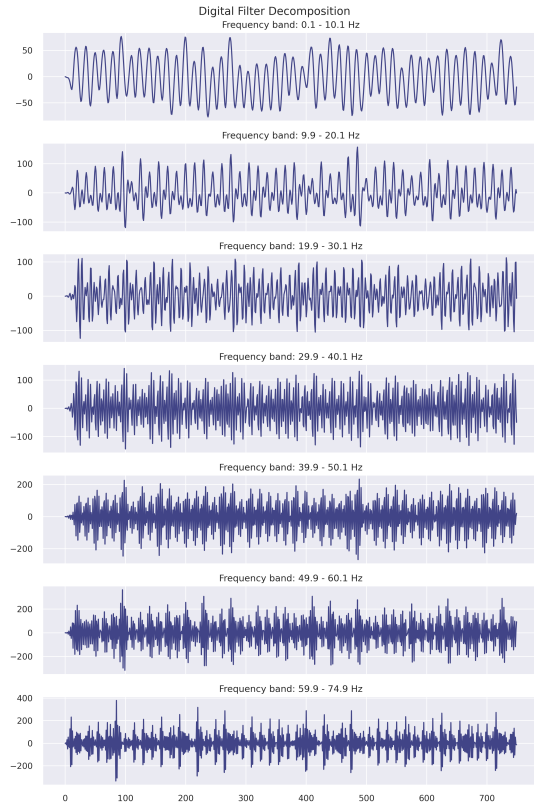 Digital Filter Decomposition
Frequency band: 0.1 - 10.1 Hz
50
0
−50
Frequency band: 9.9 - 20.1 Hz
100
0
−100
Frequency band: 19.9 - 30.1 Hz
100
0
−100
Frequency band: 29.9 - 40.1 Hz
100
0
−100
Frequency band: 39.9 - 50.1 Hz
200
0
−200
Frequency band: 49.9 - 60.1 Hz
200
0
−200
Frequency band: 59.9 - 74.9 Hz
400
200
0
−200
0 100 200 300 400 500 600 700